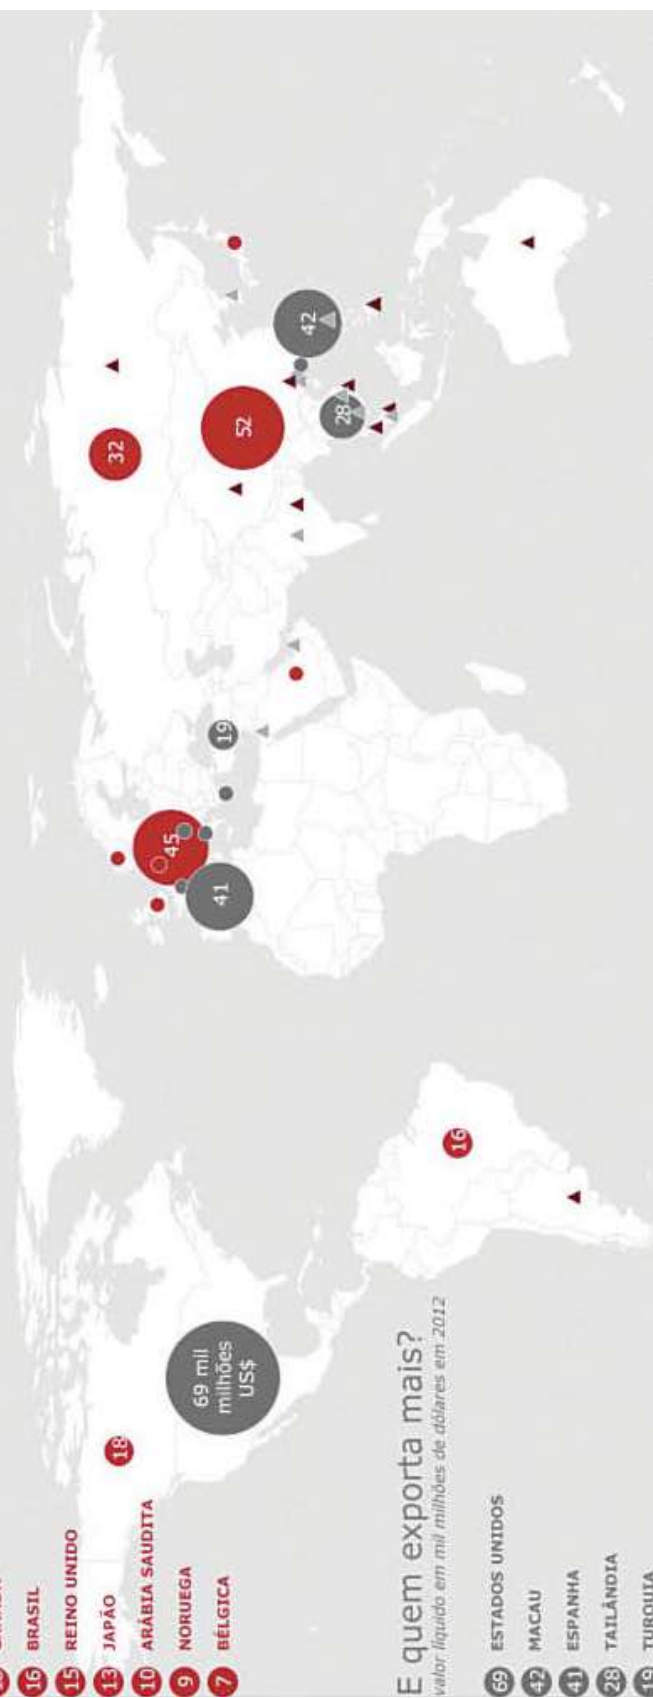 16 BRASIL
15 REINO UNIDO
13 JAPÃO
10 ARÁBIA SAUDITA
9 NORUEGA
7 BÉLGICA
E quem exporta mais?
valor líquido em mil milhões de dólares em 2012
69 ESTADOS UNIDOS
42 MACAU
41 ESPANHA
28 TAILÂNDIA
19 TURQUIA
18
69 mil
milhões
US$
16
41
45
19
32
52
28
42